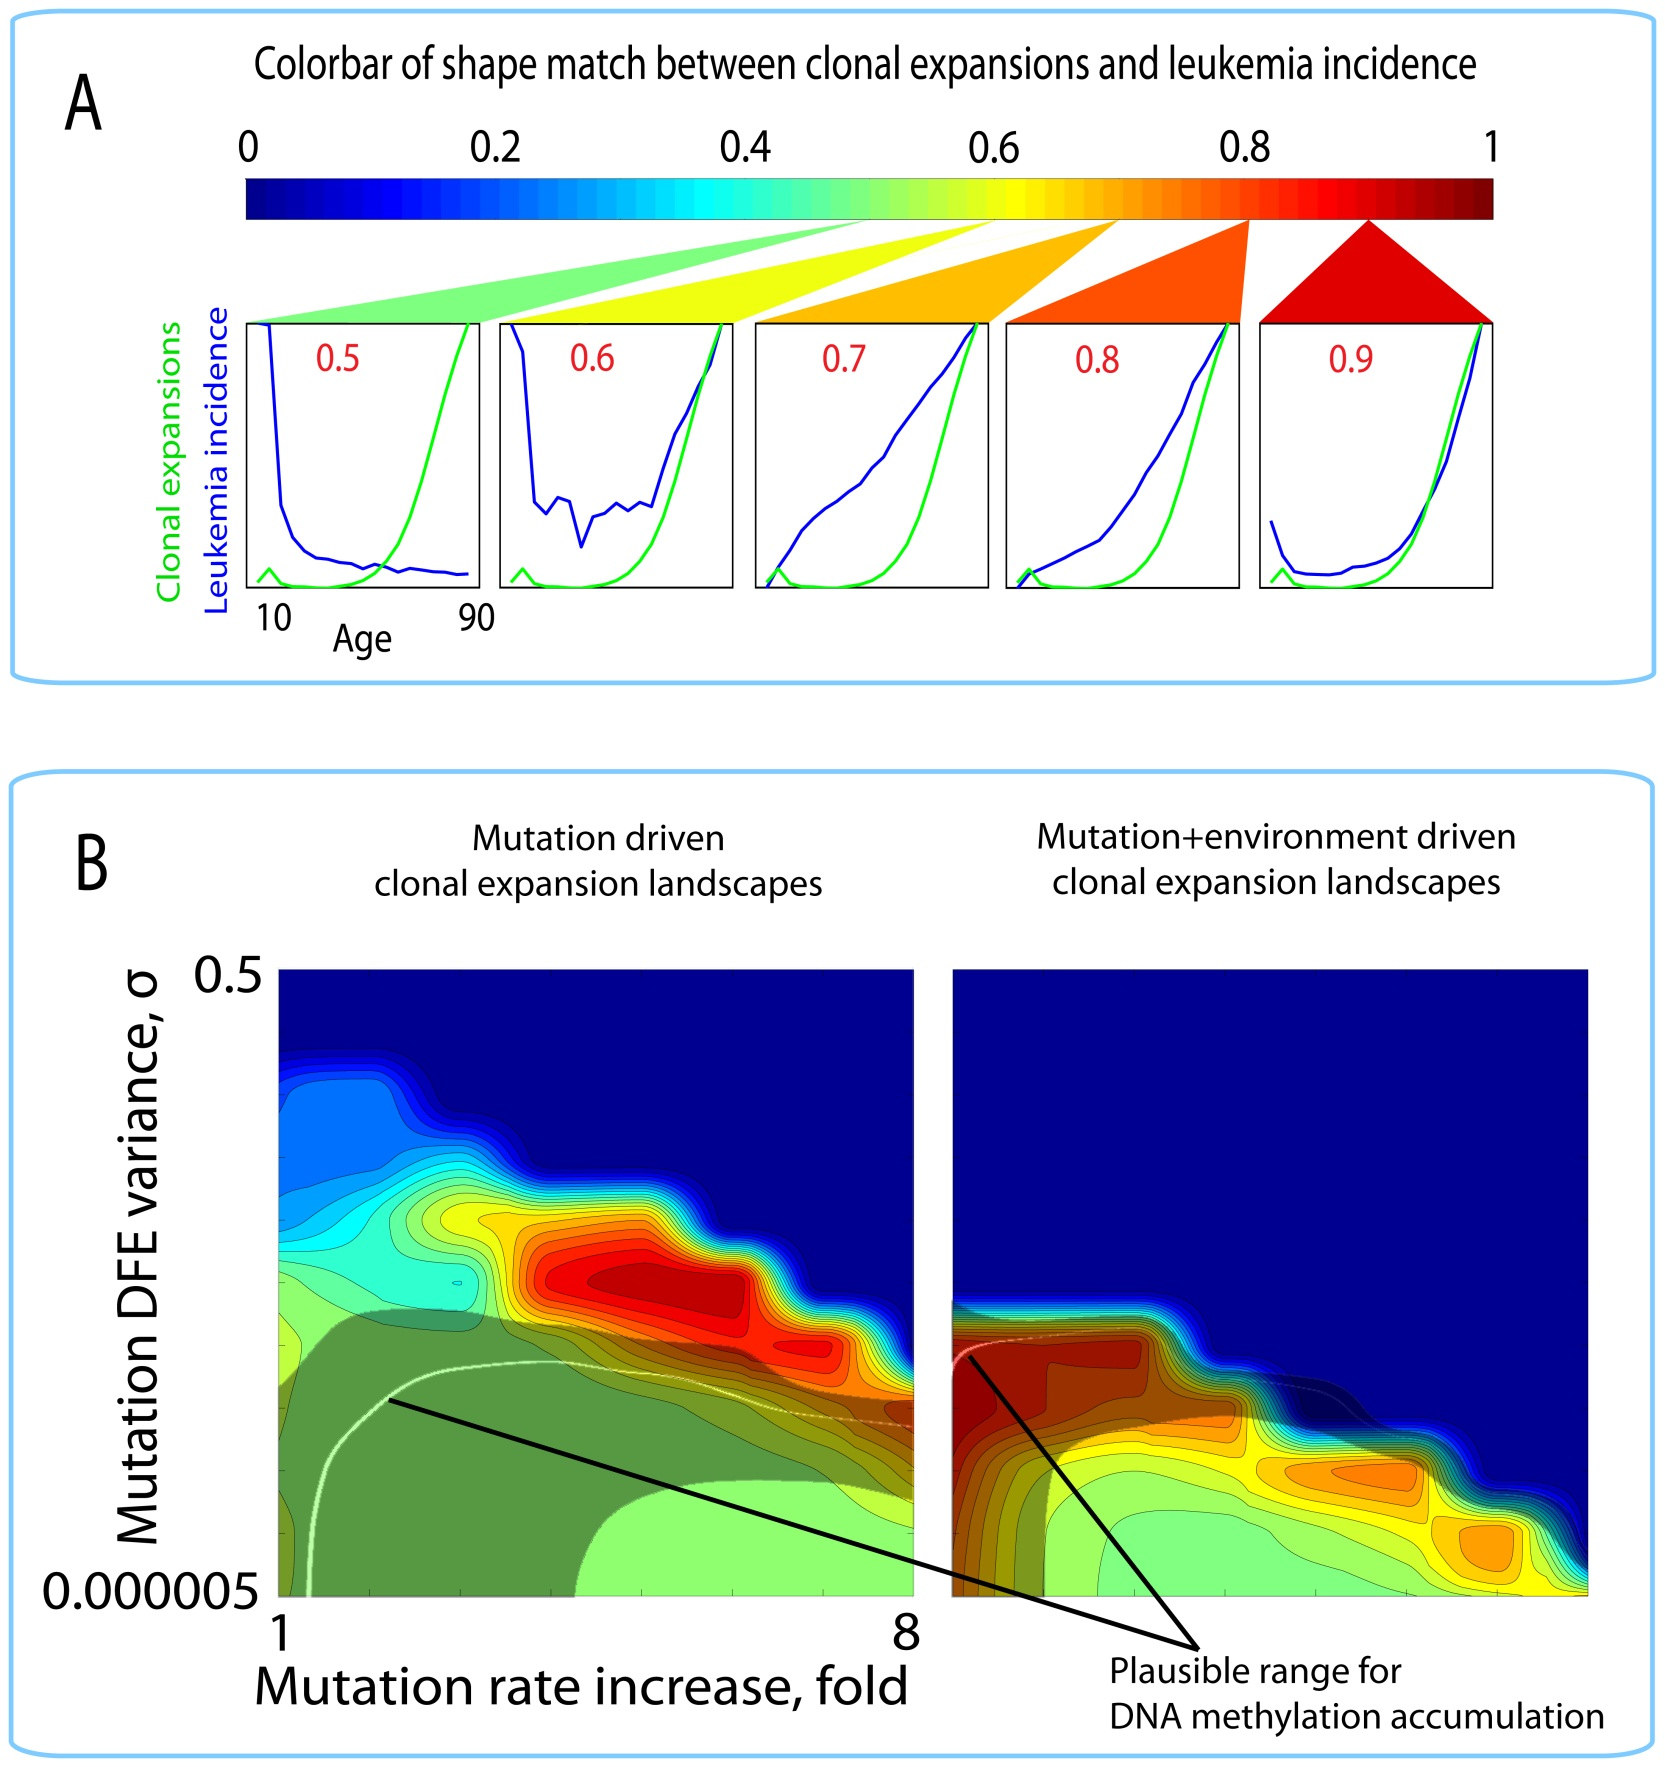 A
Colorbar of shape match between clonal expansions and leukemia incidence
0 0.2 0.4 0.6 0.8 1
Clonal expansions
Leukemia incidence
0.5 0.6 0.7 0.8 0.9
10 90
Age
B
Mutation driven
clonal expansion landscapes
Mutation+environment driven
clonal expansion landscapes
Mutation DFE variance, σ
0.5
0.000005
1 8
Mutation rate increase, fold
Plausible range for
DNA methylation accumulation